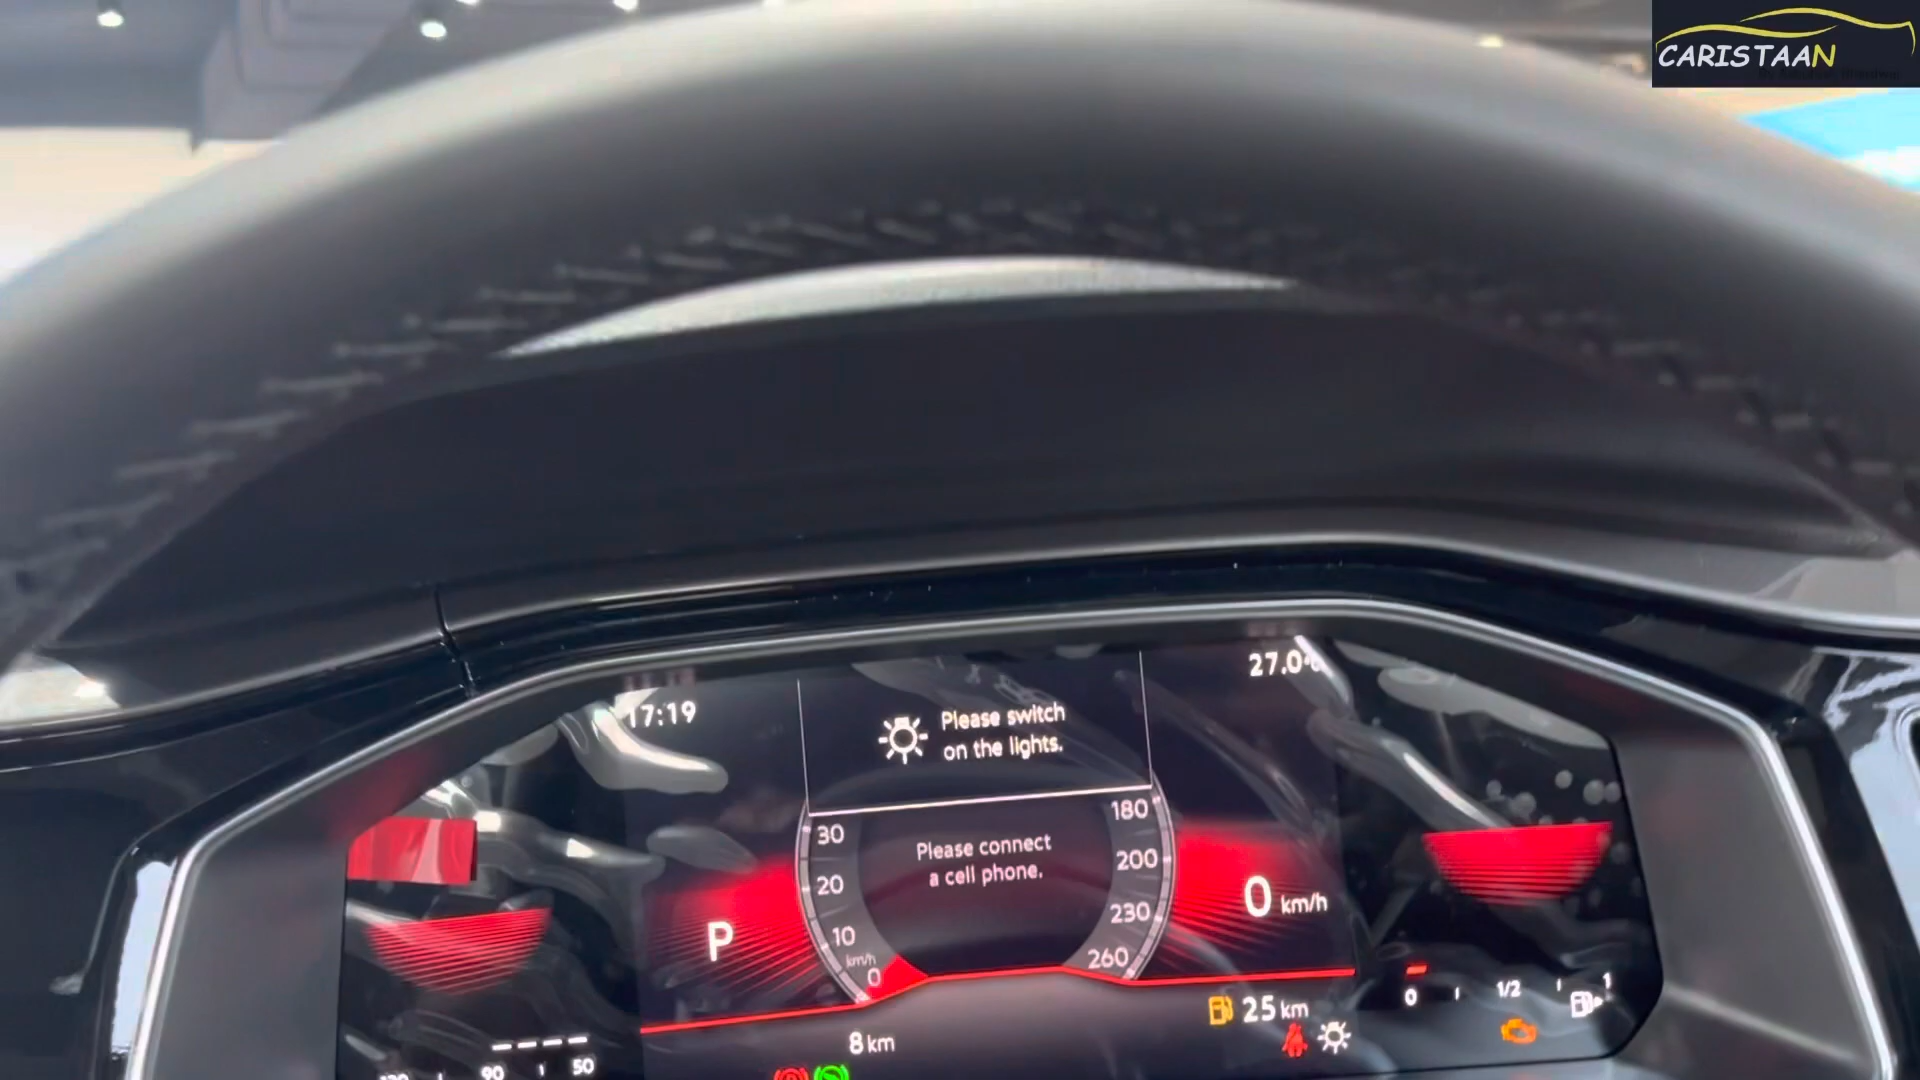 CARISTAAN
17:19
Please switch
on the lights.
27.0
30
20
10
km/h
0
Please connect
a cell phone.
180
200
230
260
P
0 km/h
25 km
8 km
90
50
0
1/2
1